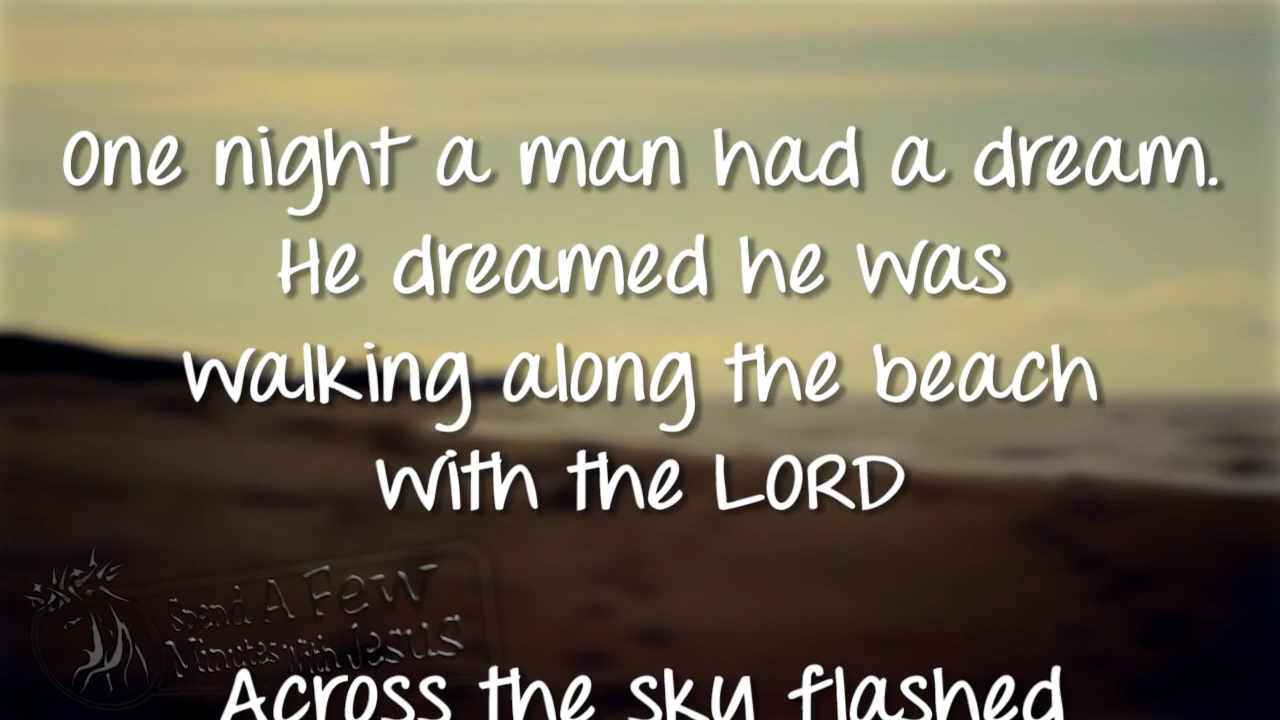 One night a man had a dream.
He dreamed he was
walking along the beach
with the LORD
Spend A Few
Minutes With Jesus
Across the sky flashed